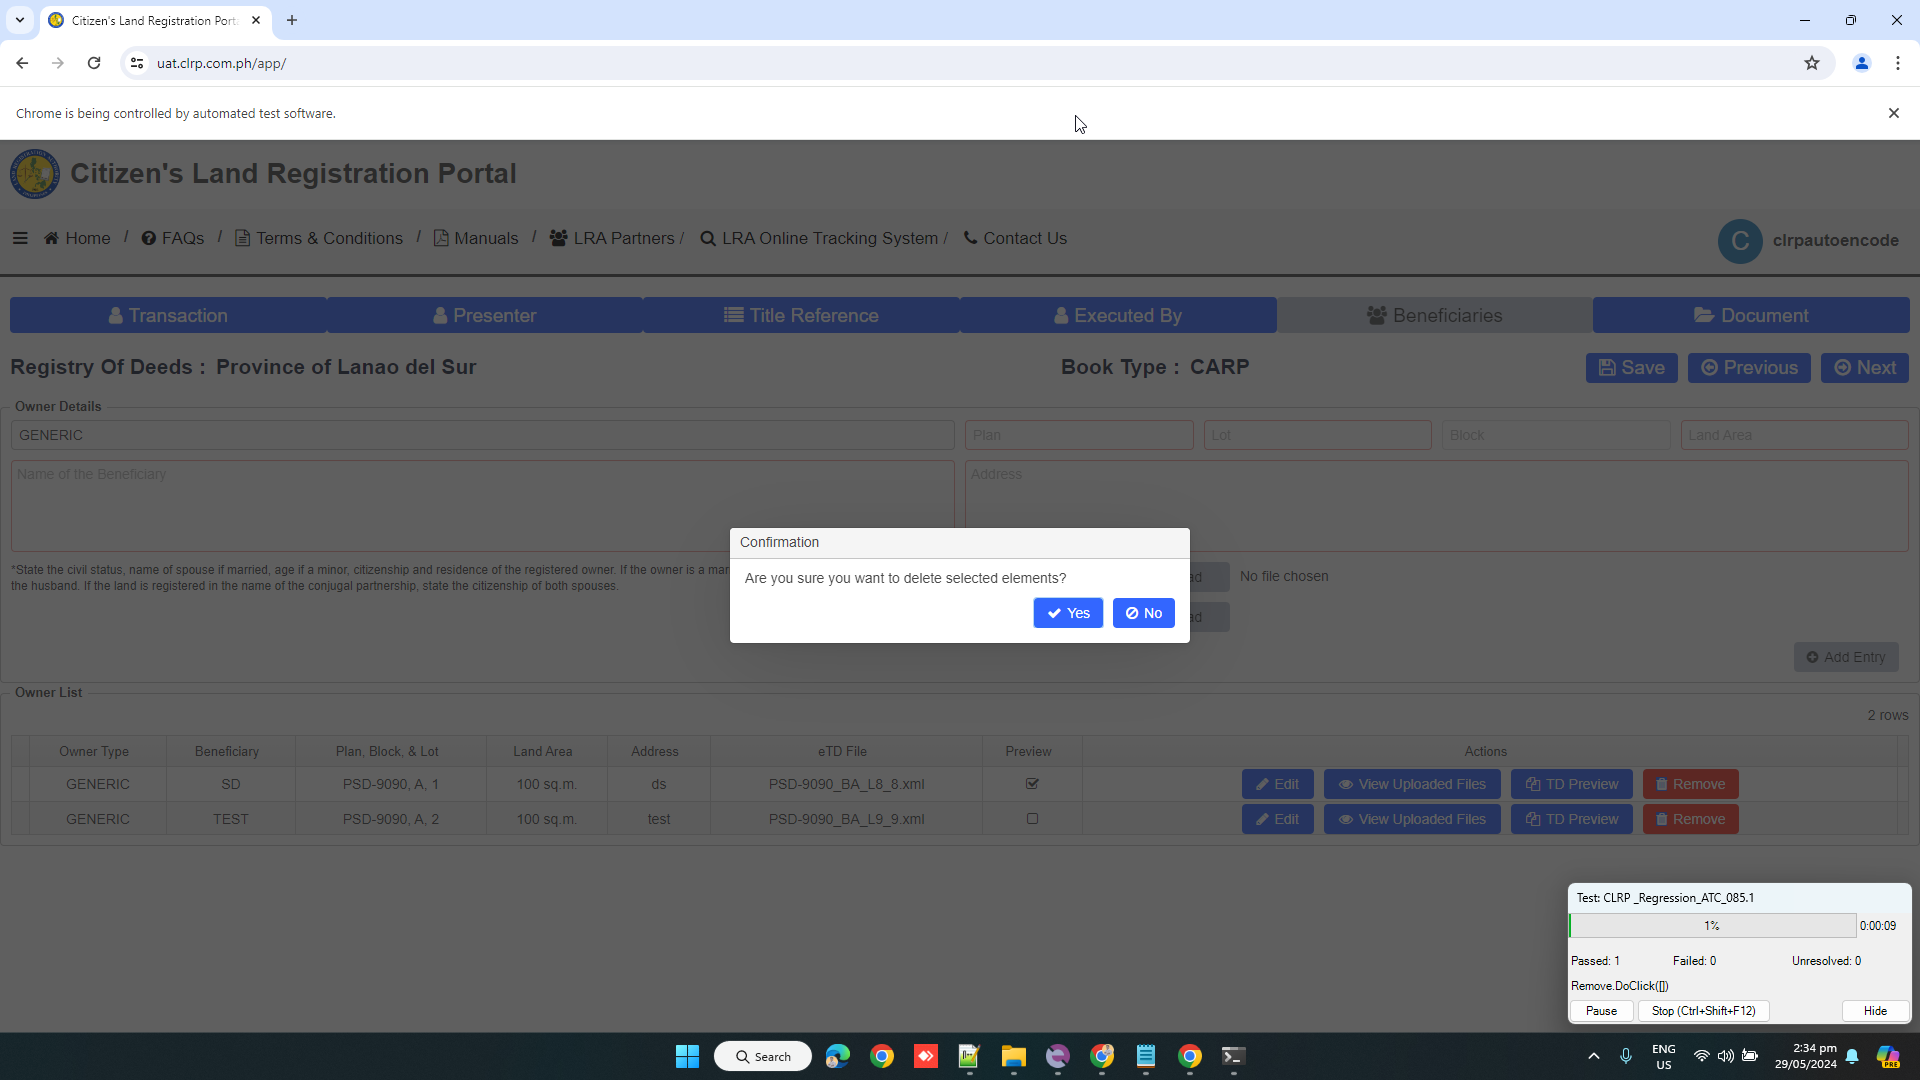 Citizen's Land Registration Porta
uat.clrp.com.ph/app/
Chrome is being controlled by automated test software.
Citizen's Land Registration Portal
Home / FAQs / Terms & Conditions / Manuals / LRA Partners / LRA Online Tracking System / Contact Us
C clrpautoencode
Transaction Presenter Title Reference Executed By Beneficiaries Document
Registry Of Deeds : Province of Lanao del Sur Book Type : CARP Save Previous Next
Owner Details
GENERIC Plan Lot Block Land Area
Name of the Beneficiary Address
Confirmation
*State the civil status, name of spouse if married, age if a minor, citizenship and residence of the registered owner. If the owner is a mar
the husband. If the land is registered in the name of the conjugal partnership, state the citizenship of both spouses.
Are you sure you want to delete selected elements?
Yes No
ad No file chosen
ad
Add Entry
Owner List
2 rows
Owner Type Beneficiary Plan, Block, & Lot Land Area Address eTD File Preview Actions
GENERIC SD PSD-9090, A, 1 100 sq.m. ds PSD-9090_BA_L8_8.xml Edit View Uploaded Files TD Preview Remove
GENERIC TEST PSD-9090, A, 2 100 sq.m. test PSD-9090_BA_L9_9.xml Edit View Uploaded Files TD Preview Remove
Test: CLRP _Regression_ATC_085.1
1% 0:00:09
Passed: 1 Failed: 0 Unresolved: 0
Remove.DoClick([])
Pause Stop (Ctrl+Shift+F12) Hide
Search
ENG
US
2:34 pm
29/05/2024
PRE